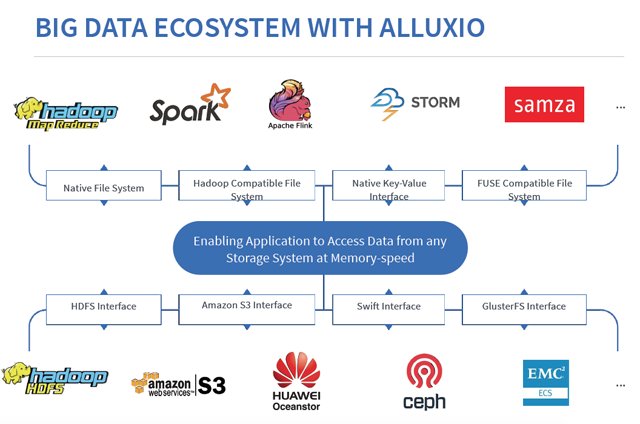 BIG DATA ECOSYSTEM WITH ALLUXIO
hadoop
Map Reduce
Spark
Apache Flink
STORM
samza
...
Native File System
Hadoop Compatible File
System
Native Key-Value
Interface
FUSE Compatible File
System
Enabling Application to Access Data from any
Storage System at Memory-speed
HDFS Interface
Amazon S3 Interface
Swift Interface
GlusterFS Interface
hadoop
HDFS
amazon
webservices™
S3
HUAWEI
Oceanstor
ceph
EMC²
ECS
...